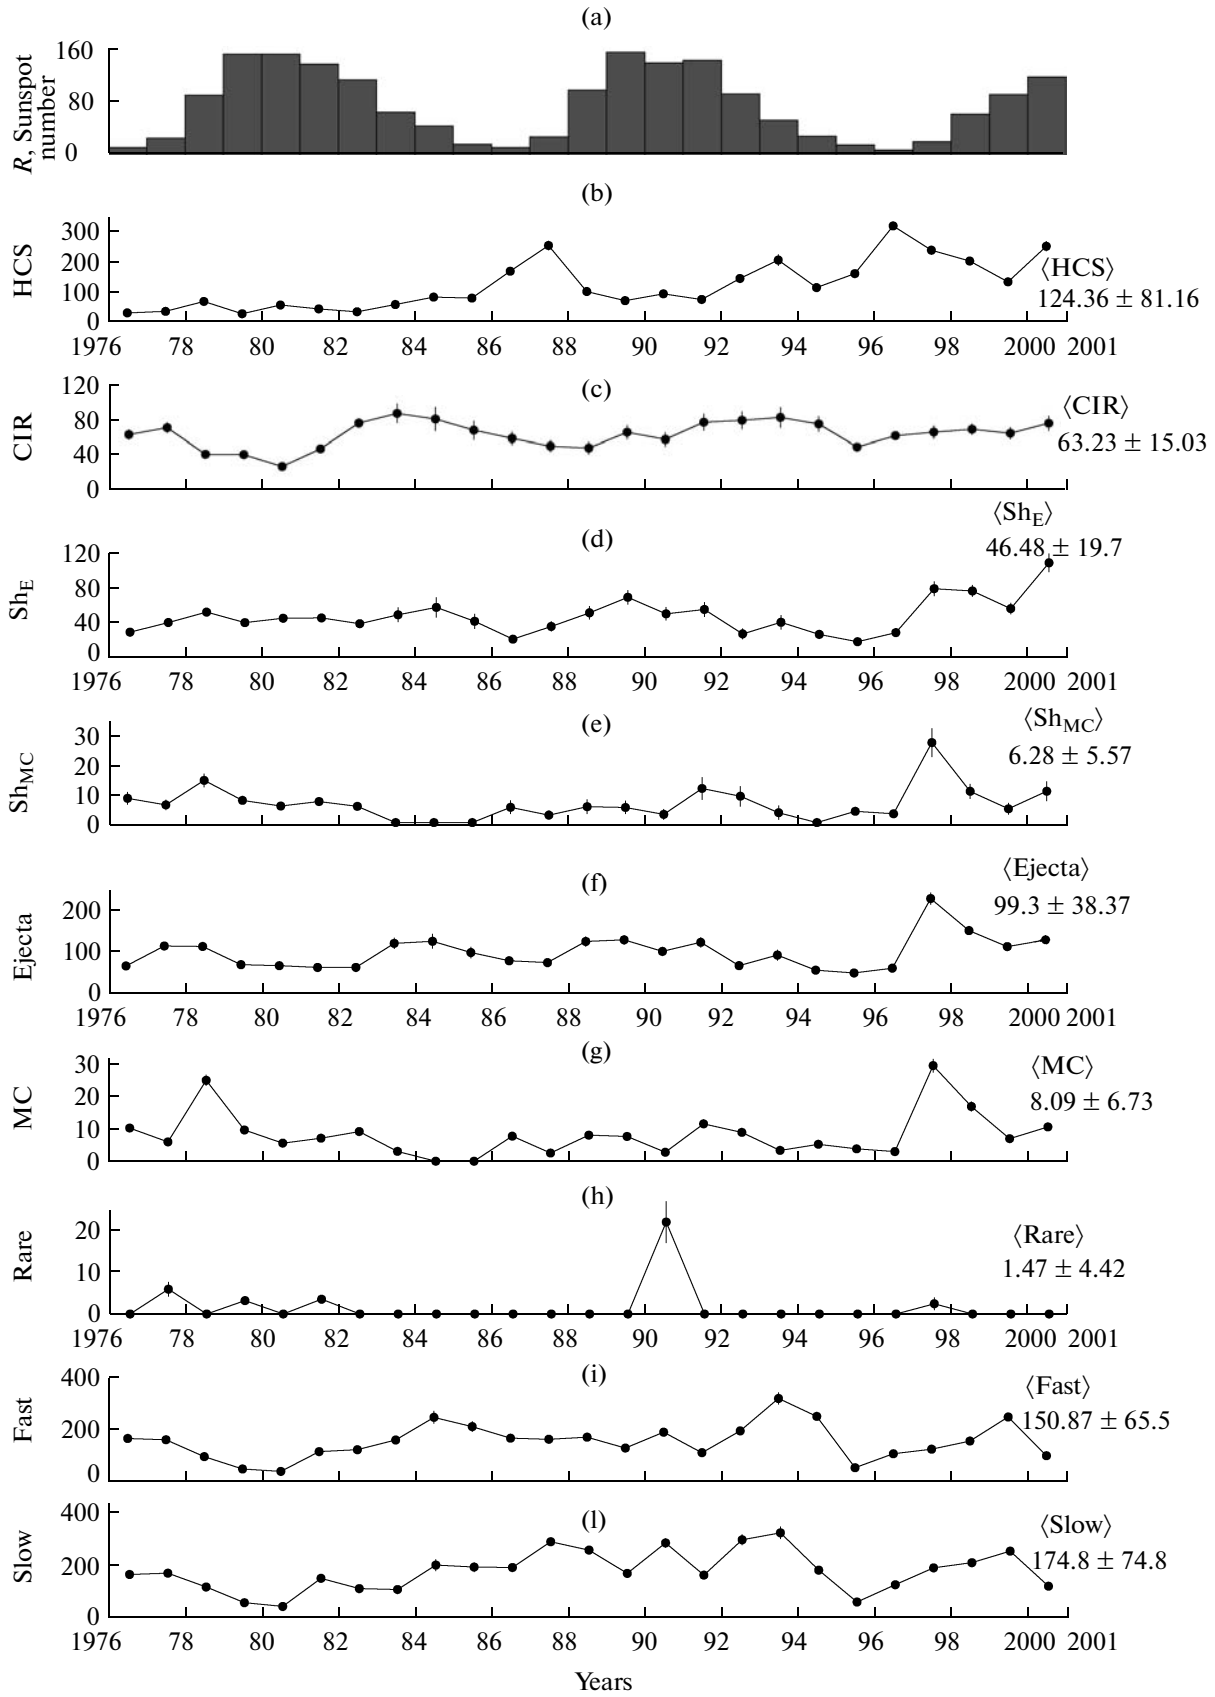 (a)
R, Sunspot
number
160
80
0
(b)
HCS
300
200
100
0
⟨HCS⟩
124.36 ± 81.16
1976 78 80 82 84 86 88 90 92 94 96 98 2000 2001
(c)
CIR
120
80
40
0
⟨CIR⟩
63.23 ± 15.03
(d)
Sh_E
120
80
40
0
⟨Sh_E⟩
46.48 ± 19.7
1976 78 80 82 84 86 88 90 92 94 96 98 2000 2001
(e)
Sh_MC
30
20
10
0
⟨Sh_MC⟩
6.28 ± 5.57
(f)
Ejecta
200
100
0
⟨Ejecta⟩
99.3 ± 38.37
1976 78 80 82 84 86 88 90 92 94 96 98 2000 2001
(g)
MC
30
20
10
0
⟨MC⟩
8.09 ± 6.73
(h)
Rare
20
10
0
⟨Rare⟩
1.47 ± 4.42
1976 78 80 82 84 86 88 90 92 94 96 98 2000 2001
(i)
Fast
400
200
0
⟨Fast⟩
150.87 ± 65.5
(l)
Slow
400
200
0
⟨Slow⟩
174.8 ± 74.8
1976 78 80 82 84 86 88 90 92 94 96 98 2000 2001
Years